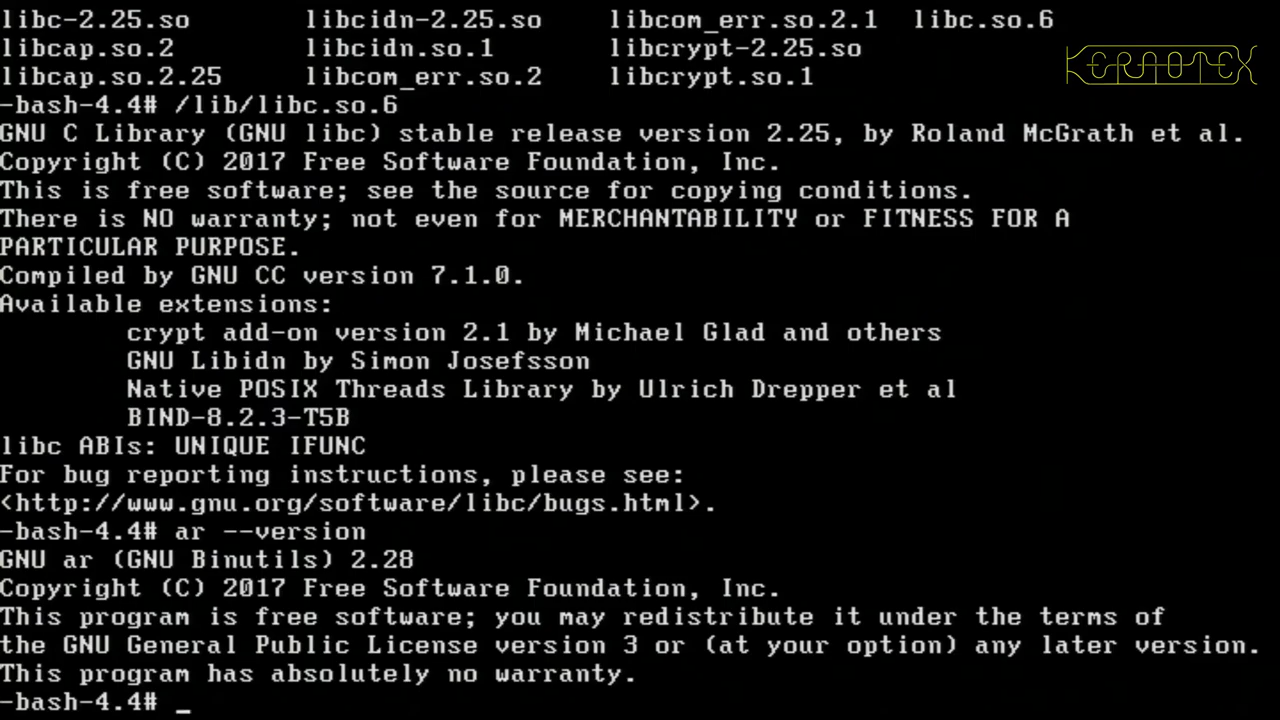 libc-2.25.so libcidn-2.25.so libcom_err.so.2.1 libc.so.6
libcap.so.2 libcidn.so.1 libcrypt-2.25.so
libcap.so.2.25 libcom_err.so.2 libcrypt.so.1
KERAOTEX
-bash-4.4# /lib/libc.so.6
GNU C Library (GNU libc) stable release version 2.25, by Roland McGrath et al.
Copyright (C) 2017 Free Software Foundation, Inc.
This is free software; see the source for copying conditions.
There is NO warranty; not even for MERCHANTABILITY or FITNESS FOR A
PARTICULAR PURPOSE.
Compiled by GNU CC version 7.1.0.
Available extensions:
crypt add-on version 2.1 by Michael Glad and others
GNU Libidn by Simon Josefsson
Native POSIX Threads Library by Ulrich Drepper et al
BIND-8.2.3-T5B
libc ABIs: UNIQUE IFUNC
For bug reporting instructions, please see:
<http://www.gnu.org/software/libc/bugs.html>.
-bash-4.4# ar --version
GNU ar (GNU Binutils) 2.28
Copyright (C) 2017 Free Software Foundation, Inc.
This program is free software; you may redistribute it under the terms of
the GNU General Public License version 3 or (at your option) any later version.
This program has absolutely no warranty.
-bash-4.4# _